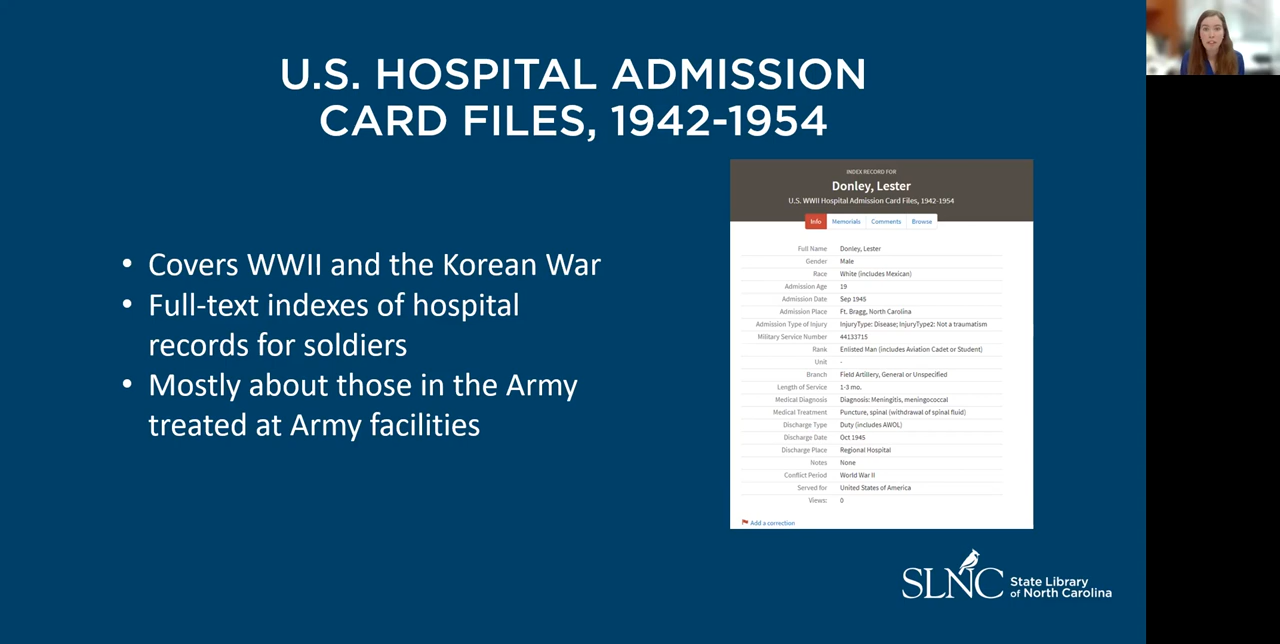 U.S. HOSPITAL ADMISSION
CARD FILES, 1942-1954
• Covers WWII and the Korean War
• Full-text indexes of hospital
records for soldiers
• Mostly about those in the Army
treated at Army facilities
INDEX RECORD FOR
Donley, Lester
U.S. WWII Hospital Admission Card Files, 1942-1954
Info Memorials Comments Browse
Full Name Donley, Lester
Gender Male
Race White (includes Mexican)
Admission Age 19
Admission Date Sep 1945
Admission Place Ft. Bragg, North Carolina
Admission Type of Injury InjuryType: Disease; InjuryType2: Not a traumatism
Military Service Number 44133715
Rank Enlisted Man (includes Aviation Cadet or Student)
Unit -
Branch Field Artillery, General or Unspecified
Length of Service 1-3 mo.
Medical Diagnosis Diagnosis: Meningitis, meningococcal
Medical Treatment Puncture, spinal (withdrawal of spinal fluid)
Discharge Type Duty (includes AWOL)
Discharge Date Oct 1945
Discharge Place Regional Hospital
Notes None
Conflict Period World War II
Served for United States of America
Views: 0
Add a correction
SLNC State Library
of North Carolina